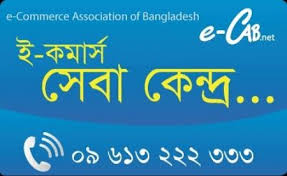 e-Commerce Association of Bangladesh
e-CAB.net
ই-কমার্স
সেবা কেন্দ্র...
০৯ ৬১৩ ২২২ ৩৩৩